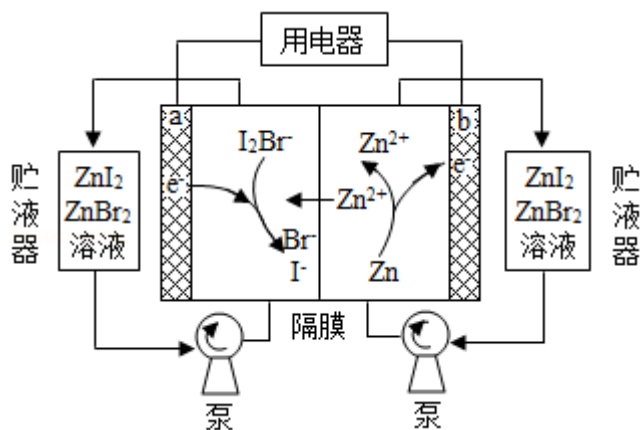 用电器
a
b
I₂Br⁻
Zn²⁺
e⁻
e⁻
Zn²⁺
Br⁻
I⁻
Zn
贮液器
ZnI₂
ZnBr₂
溶液
ZnI₂
ZnBr₂
溶液
贮液器
隔膜
泵
泵